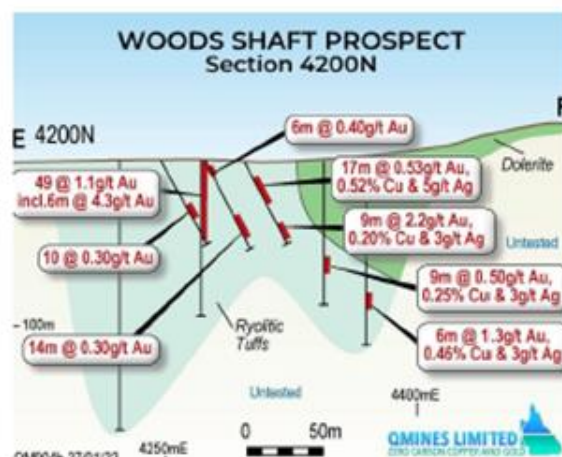 WOODS SHAFT PROSPECT
Section 4200N
E 4200N
6m @ 0.40g/t Au
Dolerite
49 @ 1.1g/t Au
incl.6m @ 4.3g/t Au
17m @ 0.53g/t Au,
0.52% Cu & 5g/t Ag
9m @ 2.2g/t Au,
0.20% Cu & 3g/t Ag
Untested
10 @ 0.30g/t Au
9m @ 0.50g/t Au,
0.25% Cu & 3g/t Ag
100m
Ryolitic
Tuffs
14m @ 0.30g/t Au
6m @ 1.3g/t Au,
0.46% Cu & 3g/t Ag
Untested
4400mE
4250mE
0 50m
QMINES LIMITED
ZERO CARBON COPPER AND GOLD